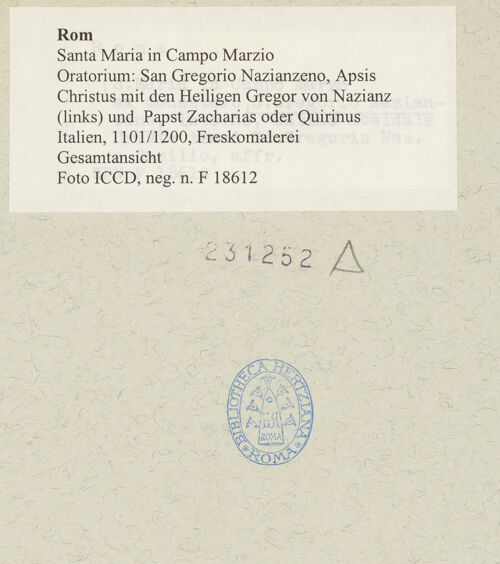 Rom
Santa Maria in Campo Marzio
Oratorium: San Gregorio Nazianzeno, Apsis
Christus mit den Heiligen Gregor von Nazianz
(links) und Papst Zacharias oder Quirinus
Italien, 1101/1200, Freskomalerei
Gesamtansicht
Foto ICCD, neg. n. F 18612
231252
BIBLIOTHECA HERTZIANA
ROMA
ROMA